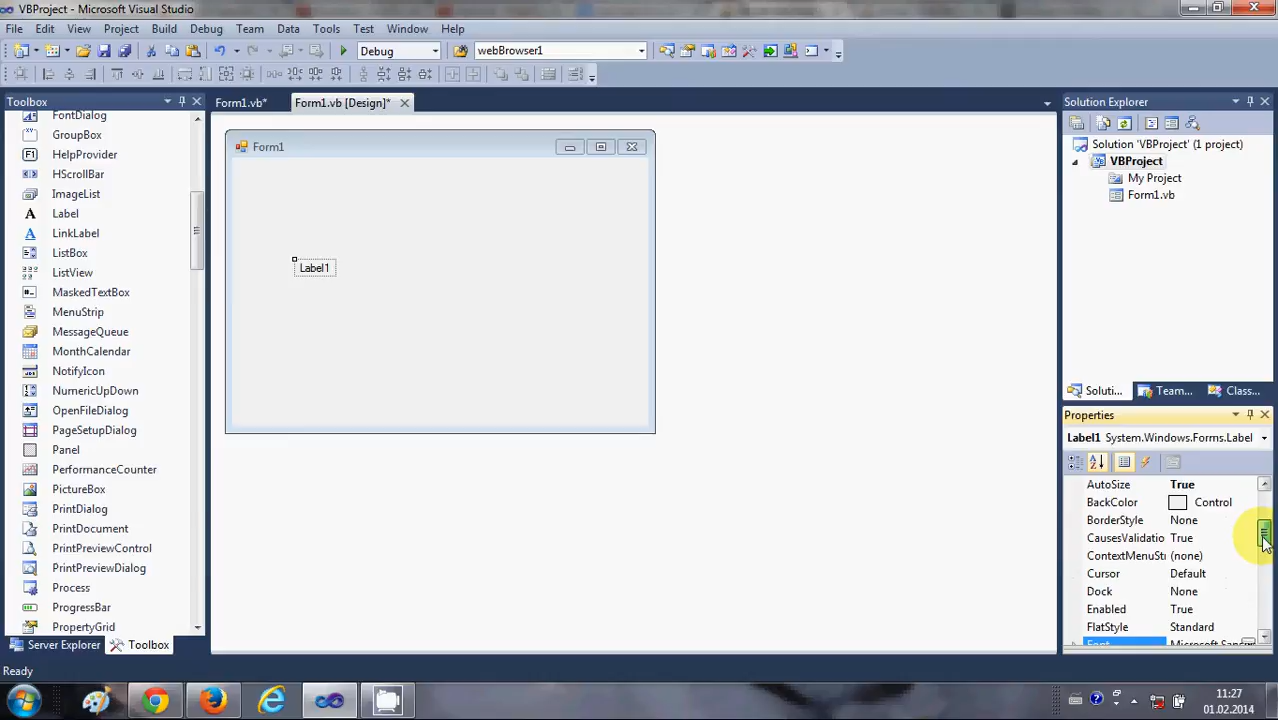 VBProject - Microsoft Visual Studio
File Edit View Project Build Debug Team Data Tools Test Window Help
Debug webBrowser1
Toolbox
Form1.vb* Form1.vb [Design]*
Solution Explorer
FontDialog
GroupBox
HelpProvider
HScrollBar
ImageList
Label
LinkLabel
ListBox
ListView
MaskedTextBox
MenuStrip
MessageQueue
MonthCalendar
NotifyIcon
NumericUpDown
OpenFileDialog
PageSetupDialog
Panel
PerformanceCounter
PictureBox
PrintDialog
PrintDocument
PrintPreviewControl
PrintPreviewDialog
Process
ProgressBar
PropertyGrid
Server Explorer Toolbox
Form1
Label1
Solution 'VBProject' (1 project)
VBProject
My Project
Form1.vb
Soluti... Team... Class...
Properties
Label1 System.Windows.Forms.Label
AutoSize True
BackColor Control
BorderStyle None
CausesValidatio True
ContextMenuStr (none)
Cursor Default
Dock None
Enabled True
FlatStyle Standard
Font Microsoft Sans
Ready
11:27
01.02.2014